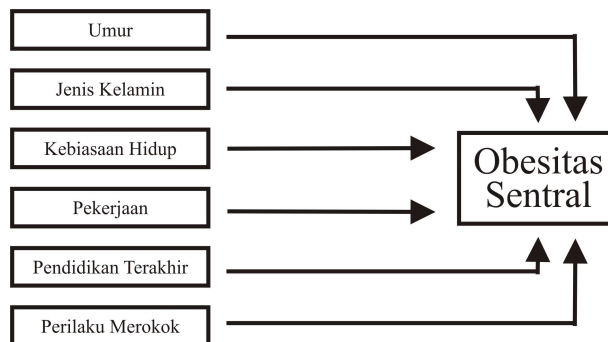 Umur
Jenis Kelamin
Kebiasaan Hidup
Pekerjaan
Pendidikan Terakhir
Perilaku Merokok
Obesitas
Sentral